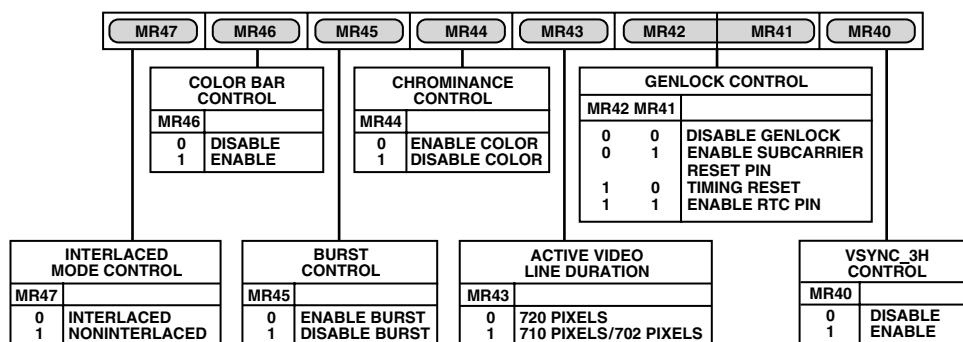 MR47 MR46 MR45 MR44 MR43 MR42 MR41 MR40
COLOR BAR
CONTROL
MR46
0 DISABLE
1 ENABLE
CHROMINANCE
CONTROL
MR44
0 ENABLE COLOR
1 DISABLE COLOR
GENLOCK CONTROL
MR42 MR41
0 0 DISABLE GENLOCK
0 1 ENABLE SUBCARRIER
RESET PIN
1 0 TIMING RESET
1 1 ENABLE RTC PIN
INTERLACED
MODE CONTROL
MR47
0 INTERLACED
1 NONINTERLACED
BURST
CONTROL
MR45
0 ENABLE BURST
1 DISABLE BURST
ACTIVE VIDEO
LINE DURATION
MR43
0 720 PIXELS
1 710 PIXELS/702 PIXELS
VSYNC_3H
CONTROL
MR40
0 DISABLE
1 ENABLE